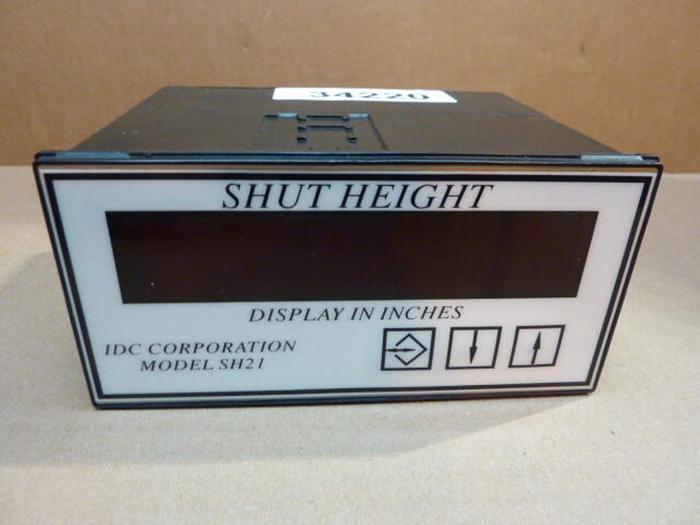 34220
SHUT HEIGHT
DISPLAY IN INCHES
IDC CORPORATION
MODEL SH21